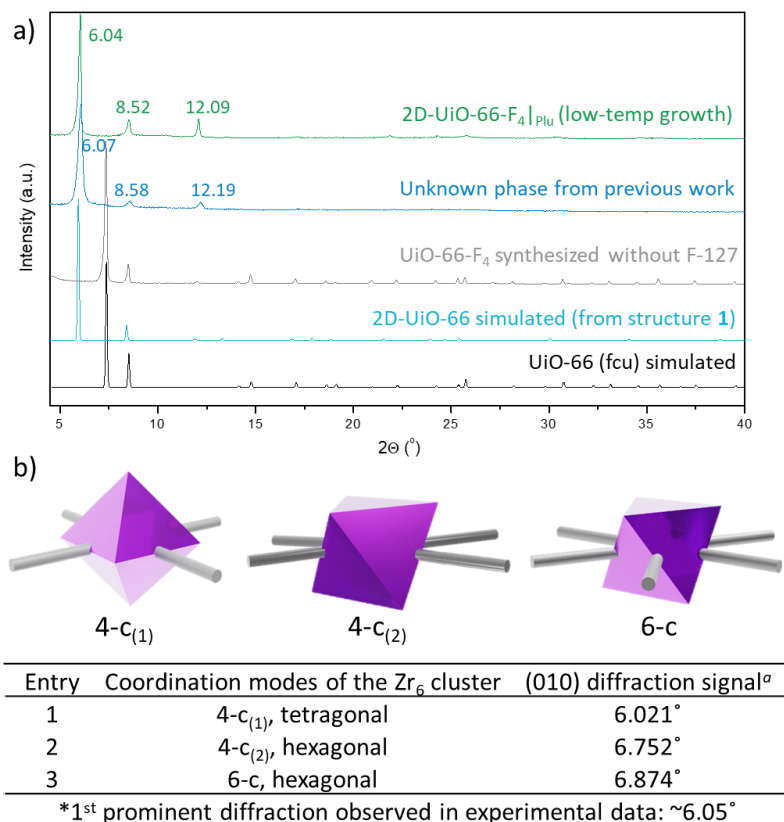 a)
6.04
8.52
12.09
2D-UiO-66-F₄|Plu (low-temp growth)
6.07
8.58
12.19
Unknown phase from previous work
UiO-66-F₄ synthesized without F-127
2D-UiO-66 simulated (from structure 1)
UiO-66 (fcu) simulated
Intensity (a.u.)
5 10 15 20 25 30 35 40
2Θ (°)
b)
4-c(1) 4-c(2) 6-c
Entry Coordination modes of the Zr₆ cluster (010) diffraction signalᵃ
1 4-c(1), tetragonal 6.021°
2 4-c(2), hexagonal 6.752°
3 6-c, hexagonal 6.874°
*1ˢᵗ prominent diffraction observed in experimental data: ~6.05°